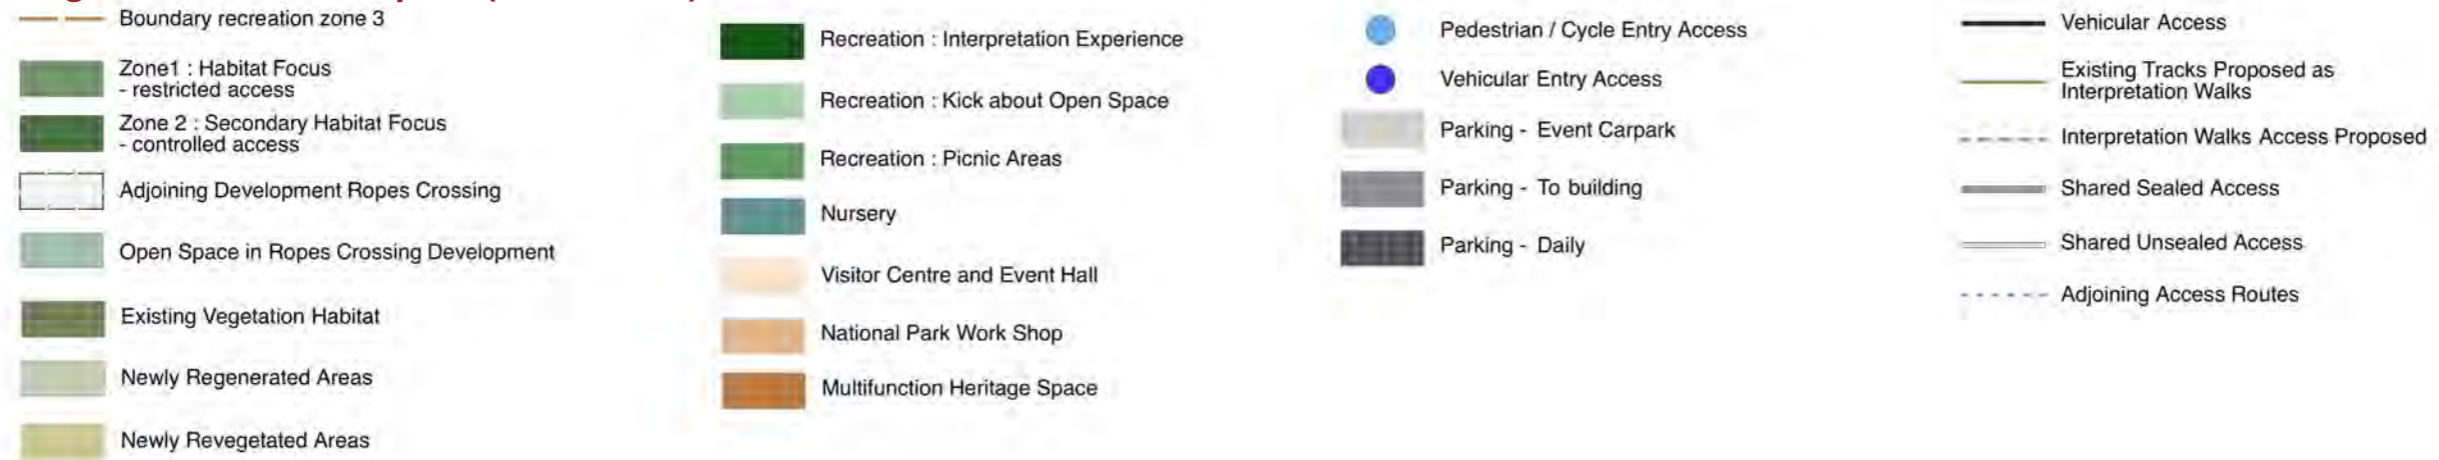 Boundary recreation zone 3
Zone1 : Habitat Focus
- restricted access
Zone 2 : Secondary Habitat Focus
- controlled access
Adjoining Development Ropes Crossing
Open Space in Ropes Crossing Development
Existing Vegetation Habitat
Newly Regenerated Areas
Newly Revegetated Areas
Recreation : Interpretation Experience
Recreation : Kick about Open Space
Recreation : Picnic Areas
Nursery
Visitor Centre and Event Hall
National Park Work Shop
Multifunction Heritage Space
Pedestrian / Cycle Entry Access
Vehicular Entry Access
Parking - Event Carpark
Parking - To building
Parking - Daily
Vehicular Access
Existing Tracks Proposed as
Interpretation Walks
Interpretation Walks Access Proposed
Shared Sealed Access
Shared Unsealed Access
Adjoining Access Routes